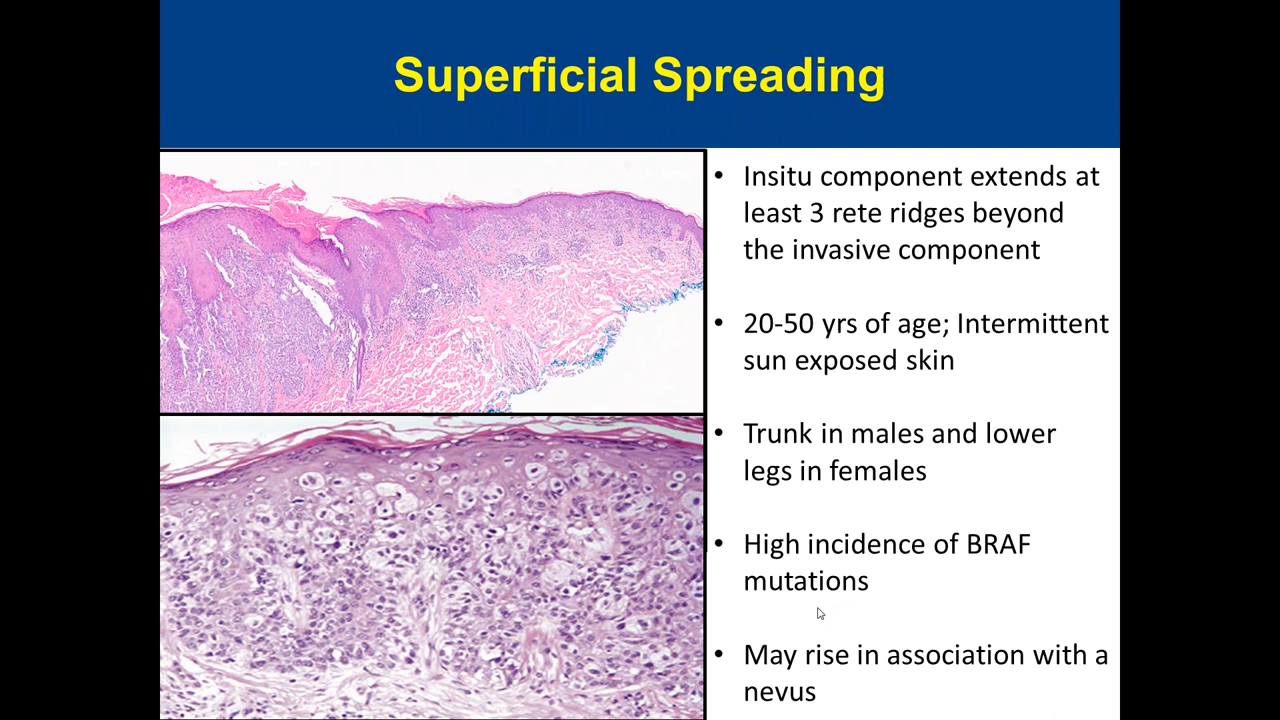 Superficial Spreading
• Insitu component extends at
least 3 rete ridges beyond
the invasive component
• 20-50 yrs of age; Intermittent
sun exposed skin
• Trunk in males and lower
legs in females
• High incidence of BRAF
mutations
• May rise in association with a
nevus